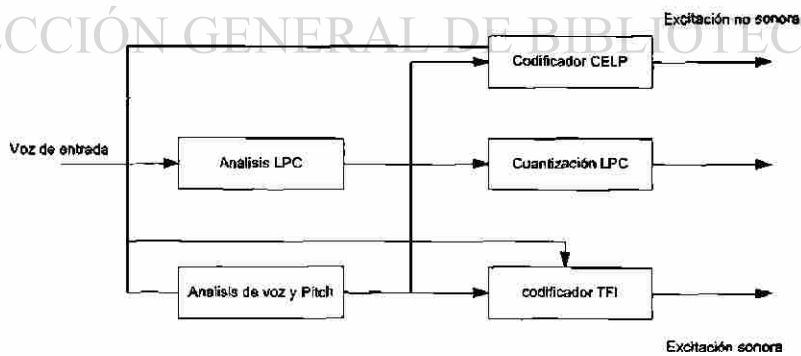 Excitación no sonora
ECCIÓN GENERAL DE BIBLIOTEC
Codificador CELP
Voz de entrada
Análisis LPC
Cuantización LPC
Analisis de voz y Pitch
codificador TFI
Excitación sonora